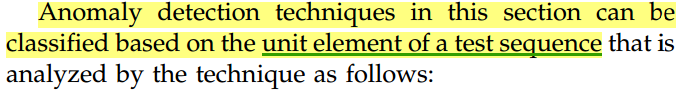 Anomaly detection techniques in this section can be
classified based on the unit element of a test sequence that is
analyzed by the technique as follows: